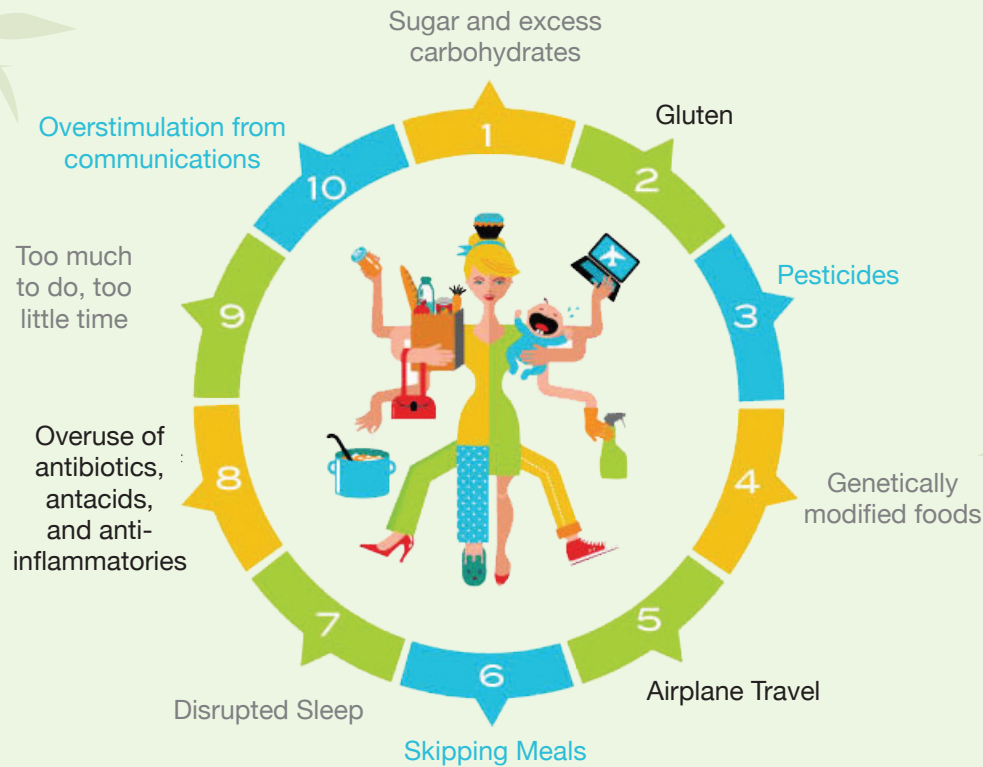 Sugar and excess
carbohydrates
1
Gluten
2
Pesticides
3
Genetically
modified foods
4
Airplane Travel
5
Skipping Meals
6
Disrupted Sleep
7
Overuse of
antibiotics,
antacids,
and anti-
inflammatories
8
Too much
to do, too
little time
9
Overstimulation from
communications
10